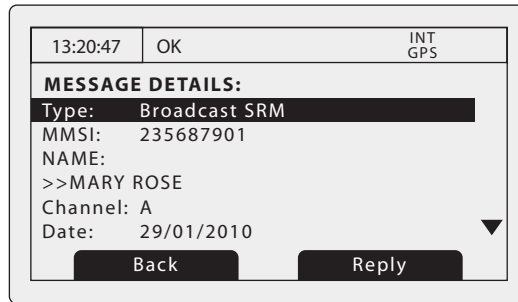 13:20:47 OK INT
GPS
MESSAGE DETAILS:
Type: Broadcast SRM
MMSI: 235687901
NAME:
>>MARY ROSE
Channel: A
Date: 29/01/2010
Back Reply